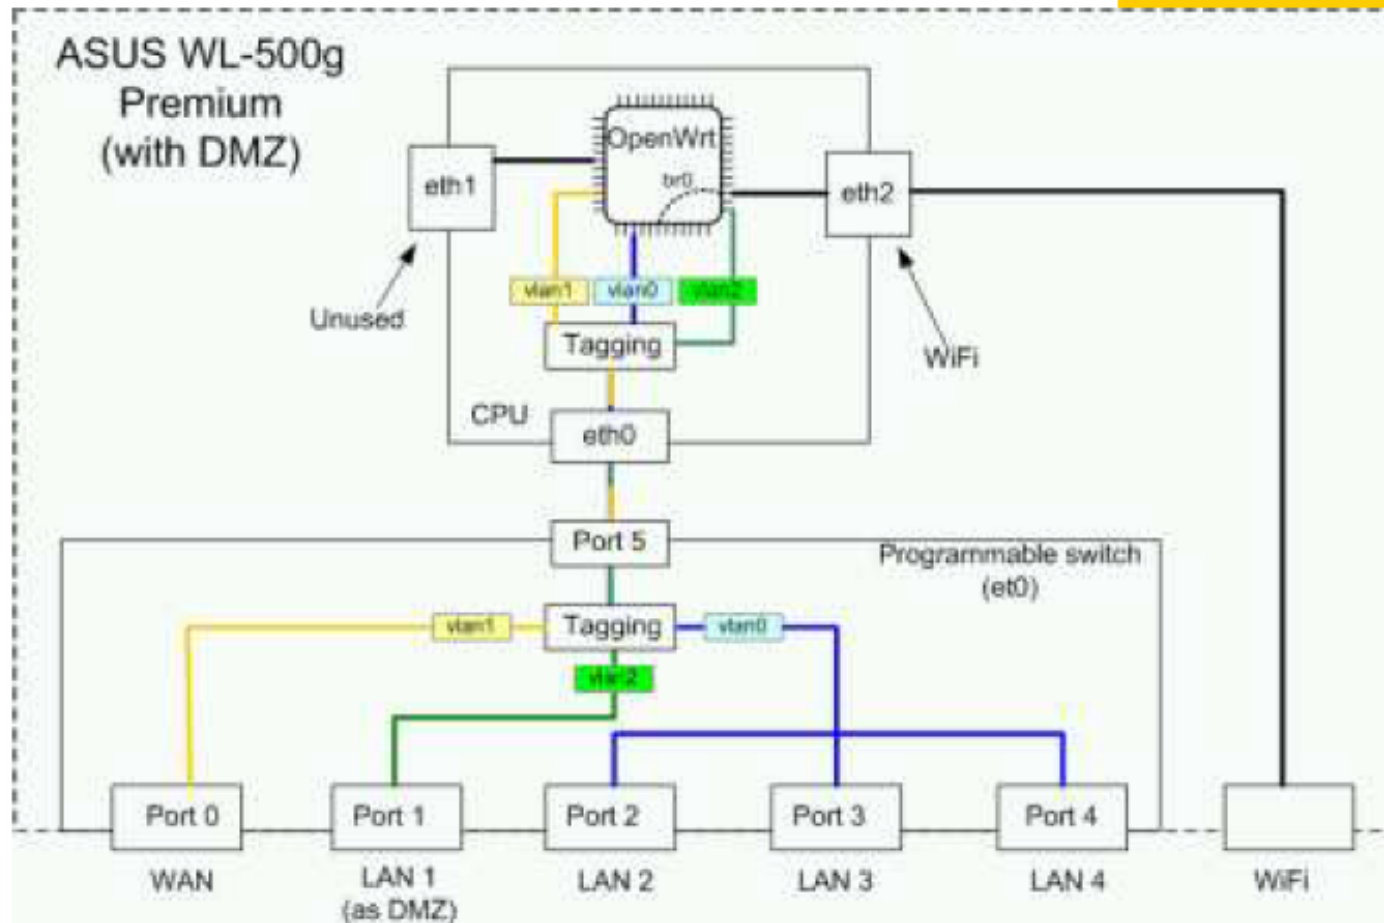 ASUS WL-500g
Premium
(with DMZ)
OpenWrt
br0
eth1
eth2
vlan1 vlan0 vlan2
Unused
Tagging
WiFi
CPU
eth0
Port 5
Programmable switch
(et0)
vlan1 Tagging vlan0
vlan2
Port 0 Port 1 Port 2 Port 3 Port 4
WAN LAN 1 LAN 2 LAN 3 LAN 4 WiFi
(as DMZ)